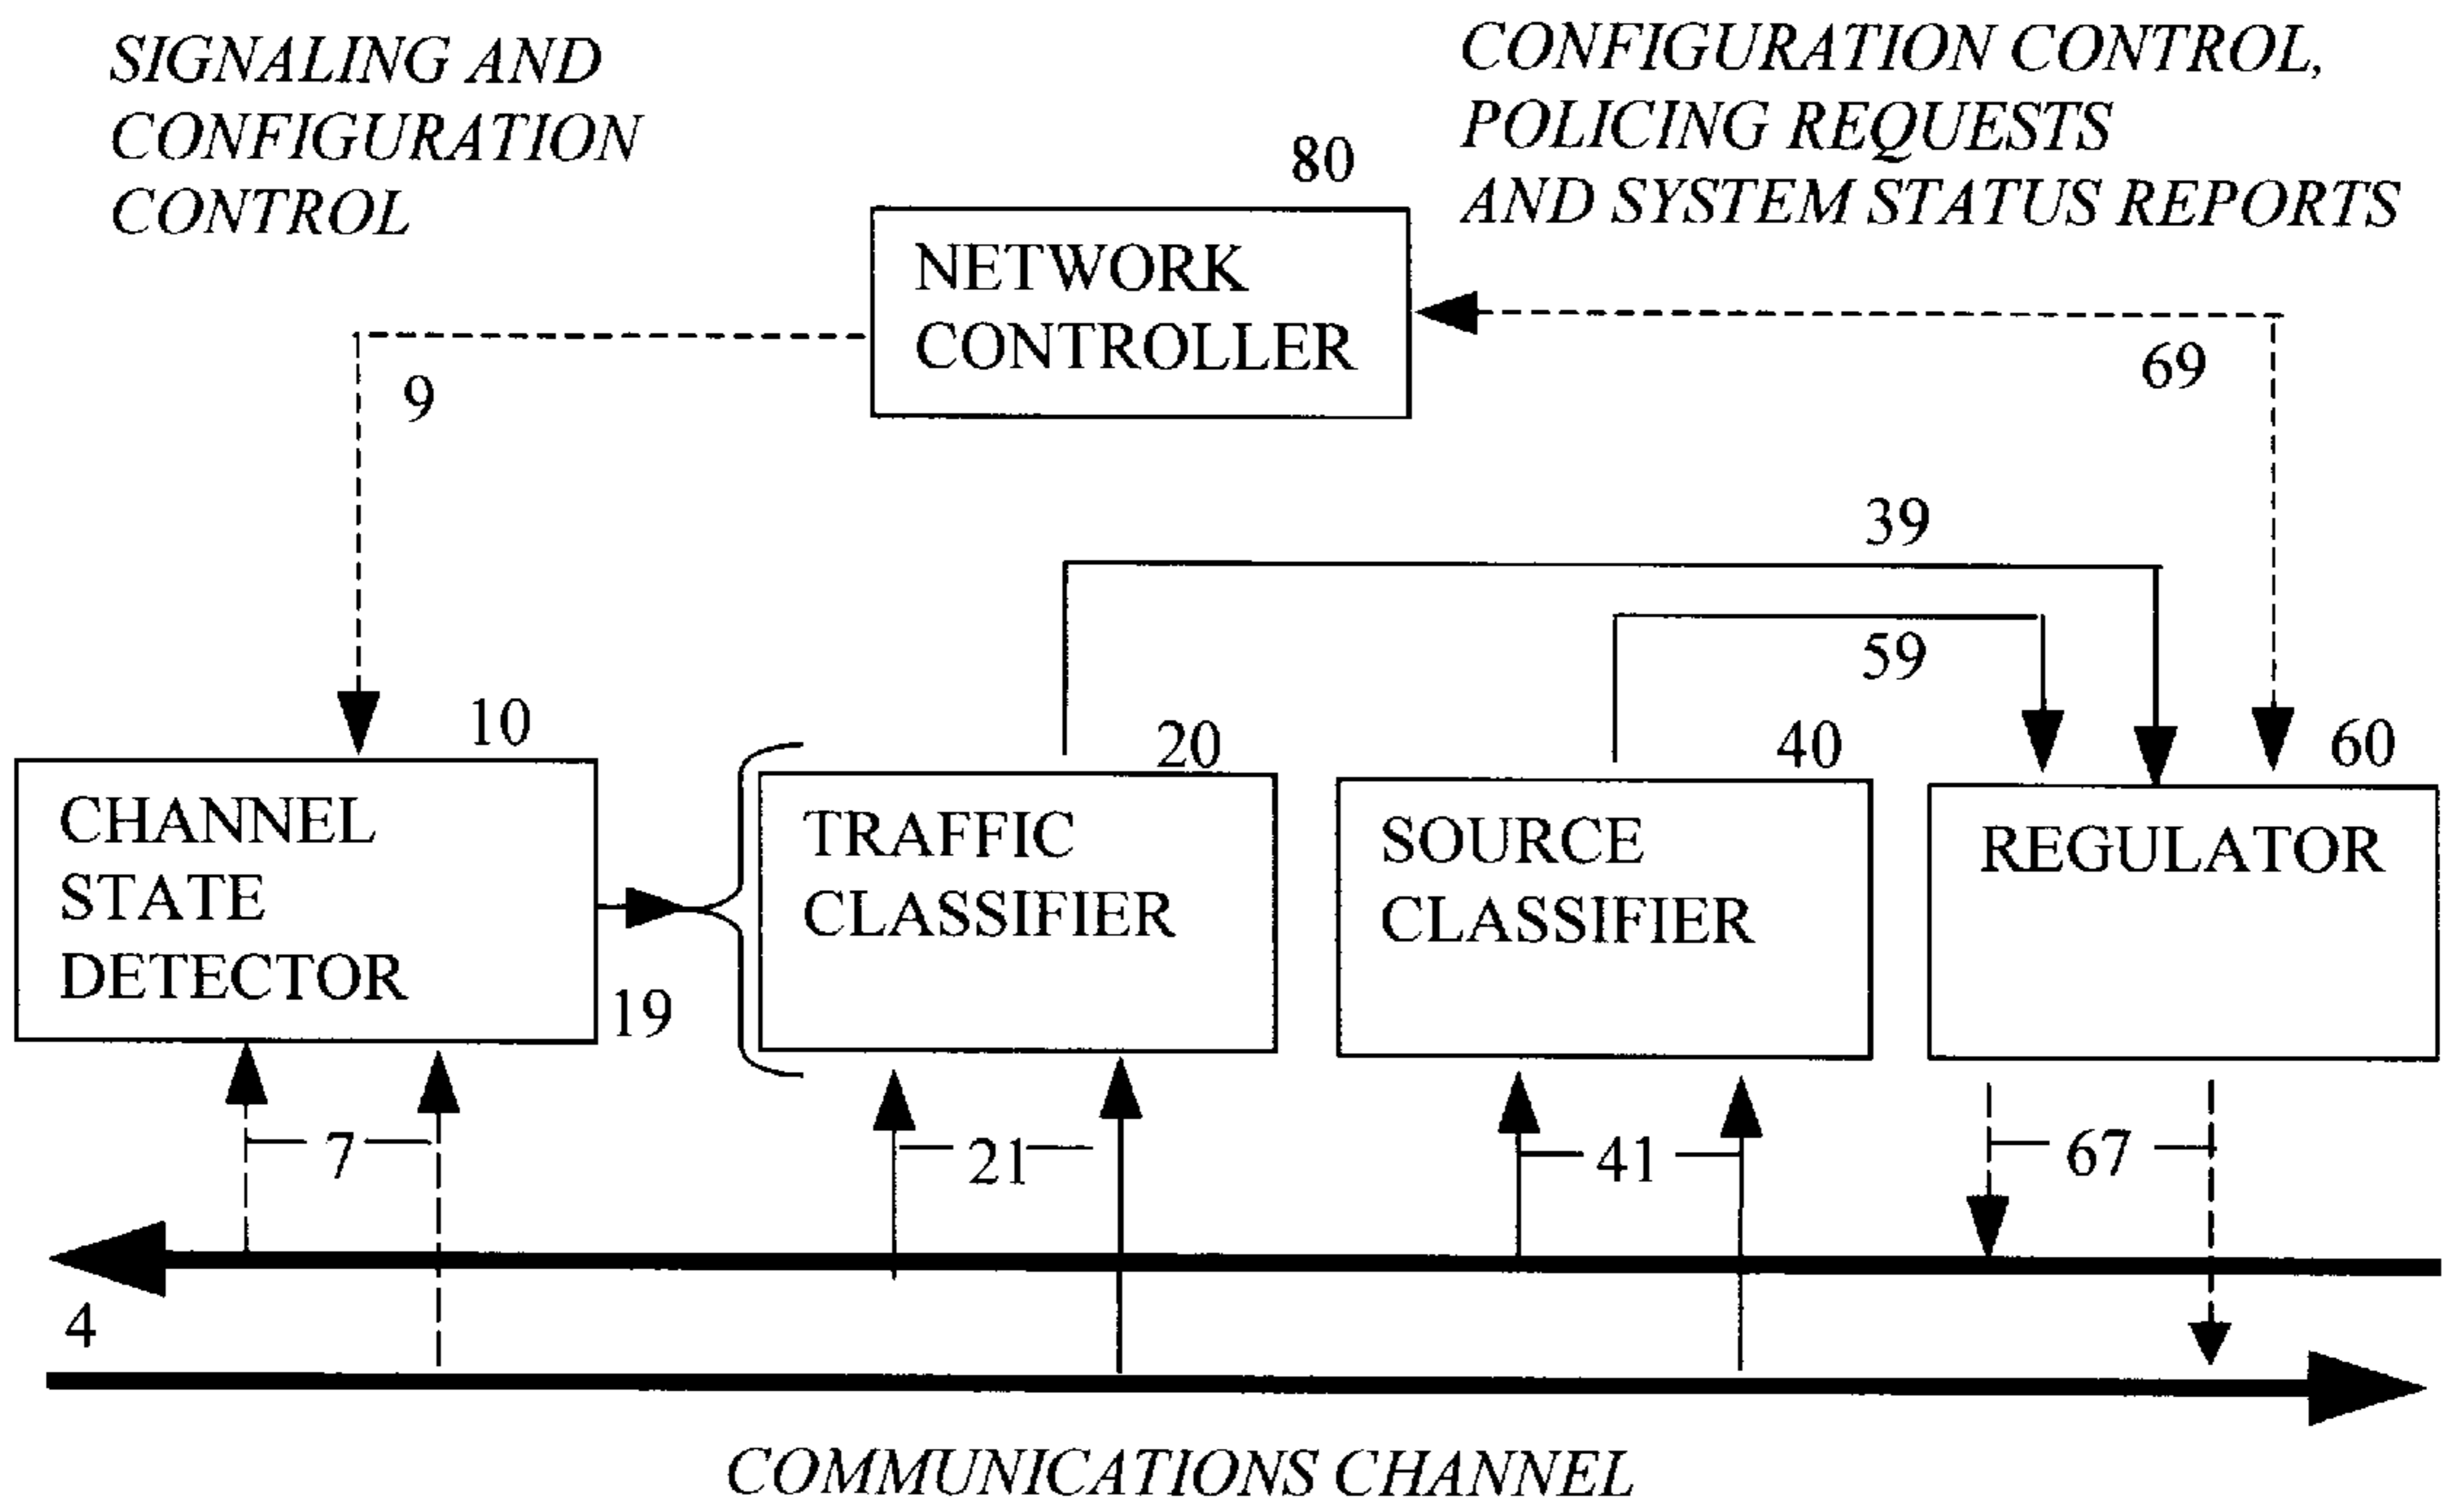 SIGNALING AND
CONFIGURATION
CONTROL
CONFIGURATION CONTROL,
POLICING REQUESTS
AND SYSTEM STATUS REPORTS
80
NETWORK
CONTROLLER
9
69
39
59
10
20
40
60
CHANNEL
STATE
DETECTOR
19
TRAFFIC
CLASSIFIER
SOURCE
CLASSIFIER
REGULATOR
7
21
41
67
4
COMMUNICATIONS CHANNEL